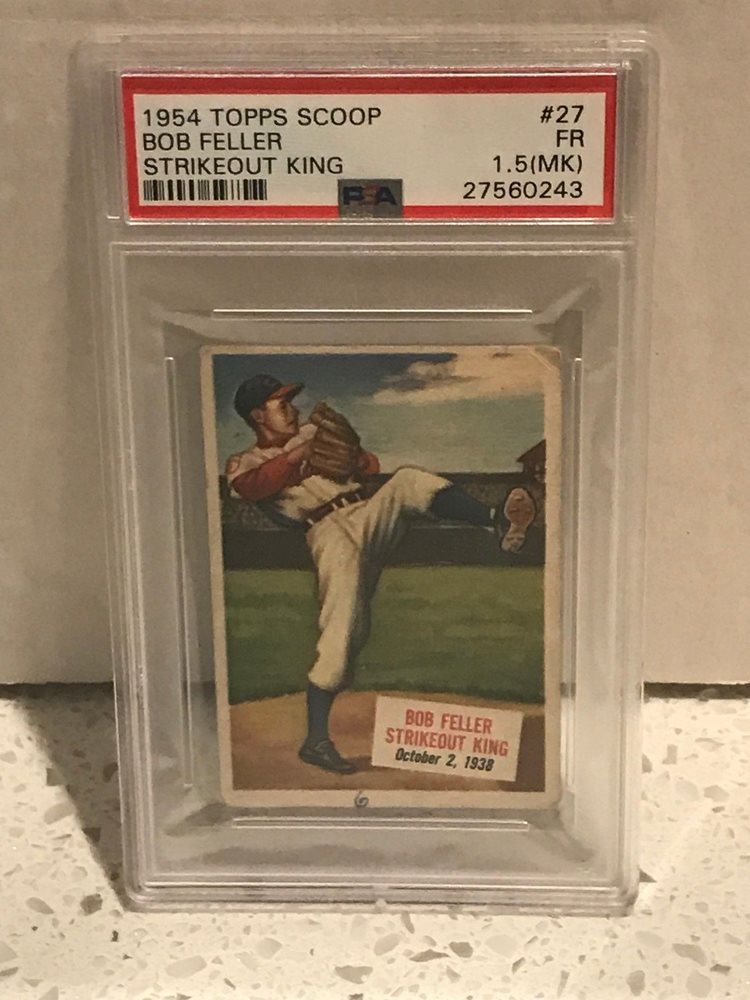 1954 TOPPS SCOOP #27
BOB FELLER FR
STRIKEOUT KING 1.5(MK)
PSA 27560243
BOB FELLER
STRIKEOUT KING
October 2, 1938
6